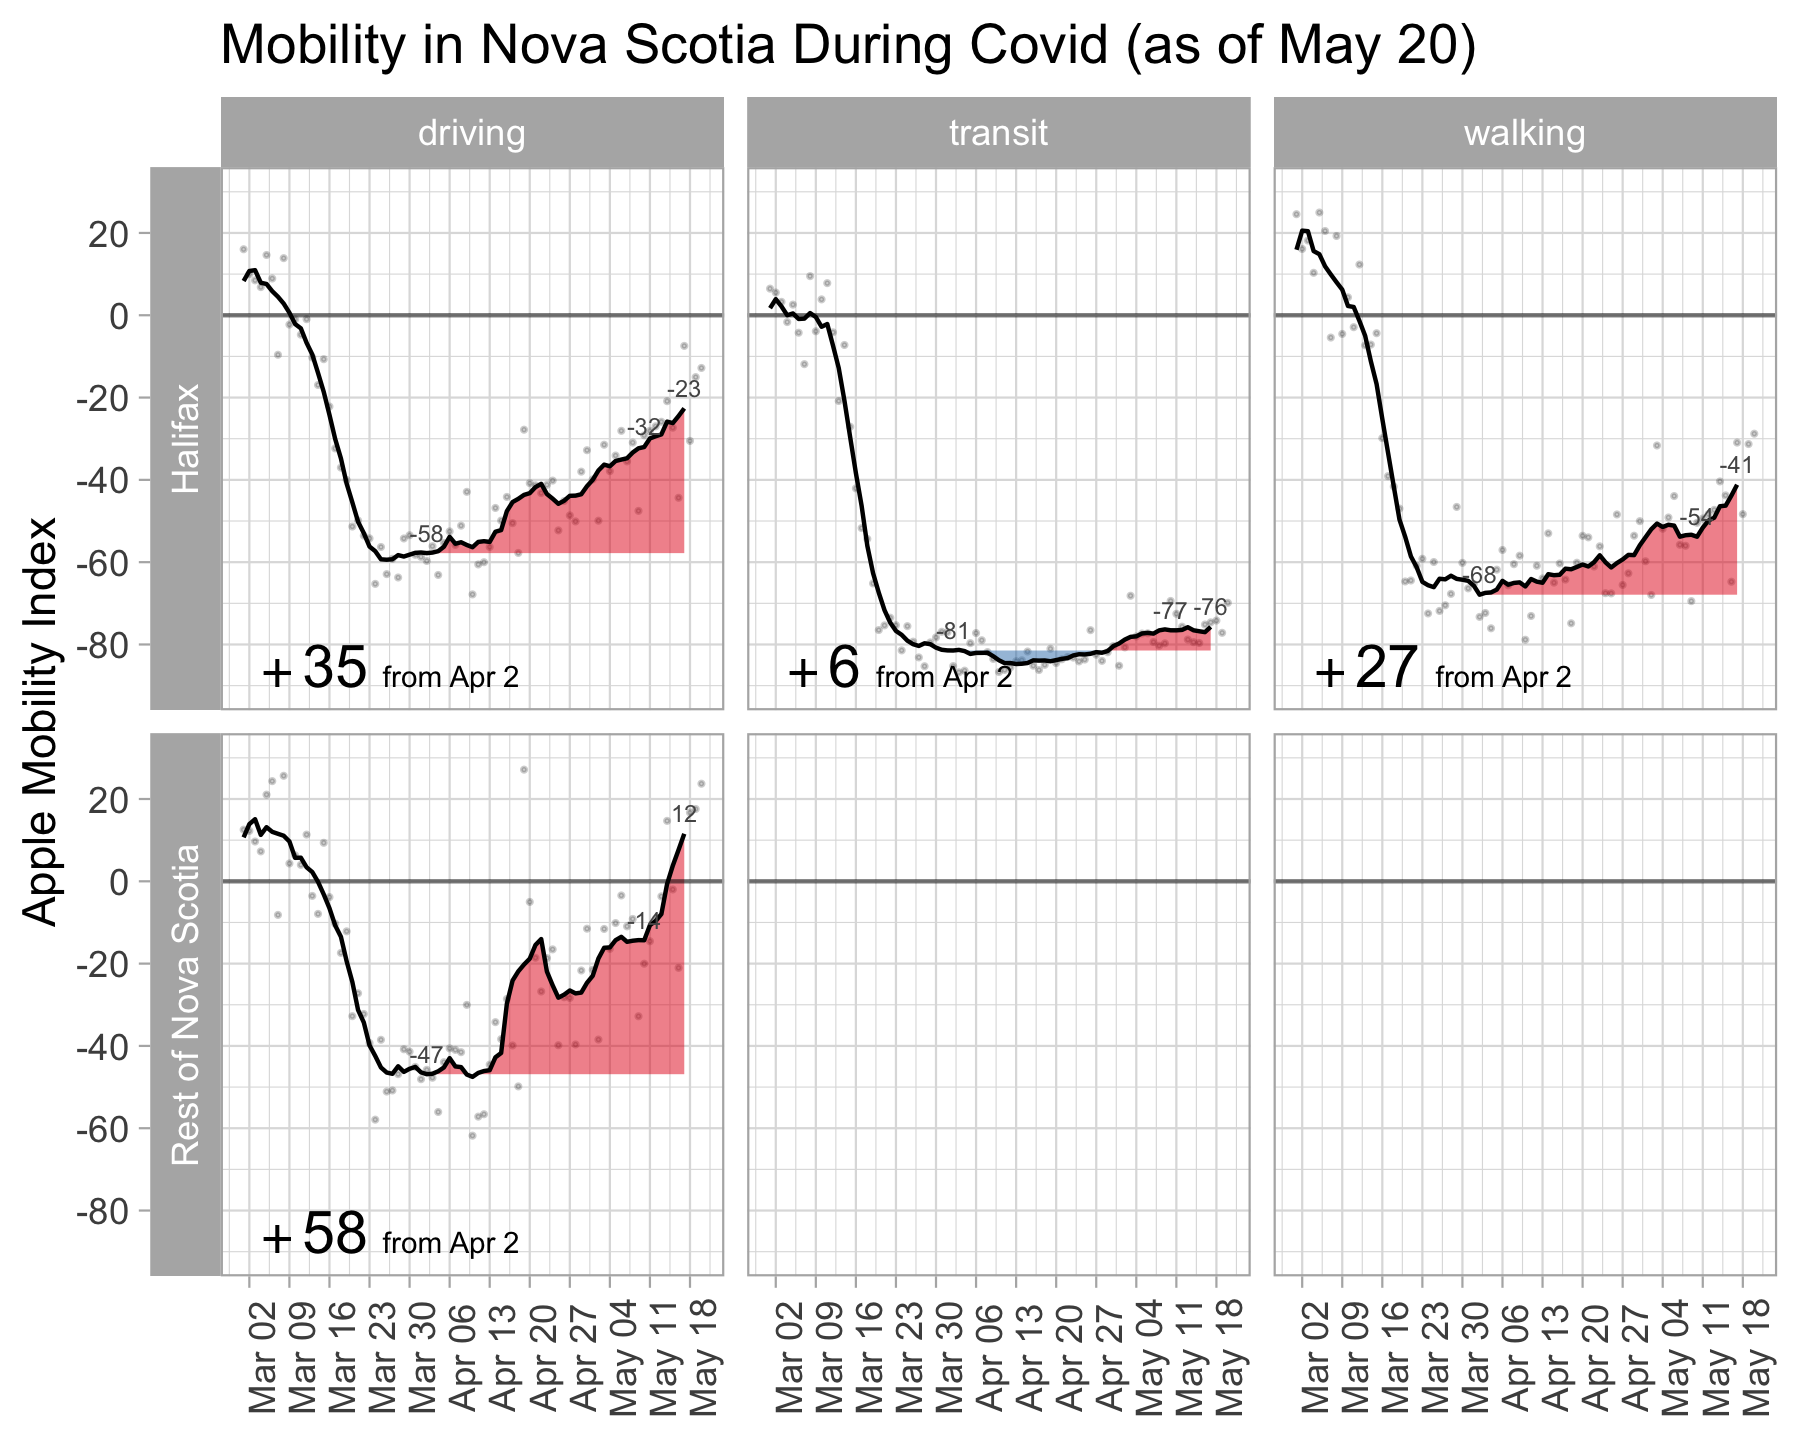 Mobility in Nova Scotia During Covid (as of May 20)
driving
transit
walking
Apple Mobility Index
Halifax
20
0
-20
-40
-60
-80
-58
-32
-23
+35 from Apr 2
-81
-77
-76
+6 from Apr 2
-68
-54
-41
+27 from Apr 2
Rest of Nova Scotia
20
0
-20
-40
-60
-80
-47
-14
12
+58 from Apr 2
Mar 02
Mar 09
Mar 16
Mar 23
Mar 30
Apr 06
Apr 13
Apr 20
Apr 27
May 04
May 11
May 18
Mar 02
Mar 09
Mar 16
Mar 23
Mar 30
Apr 06
Apr 13
Apr 20
Apr 27
May 04
May 11
May 18
Mar 02
Mar 09
Mar 16
Mar 23
Mar 30
Apr 06
Apr 13
Apr 20
Apr 27
May 04
May 11
May 18